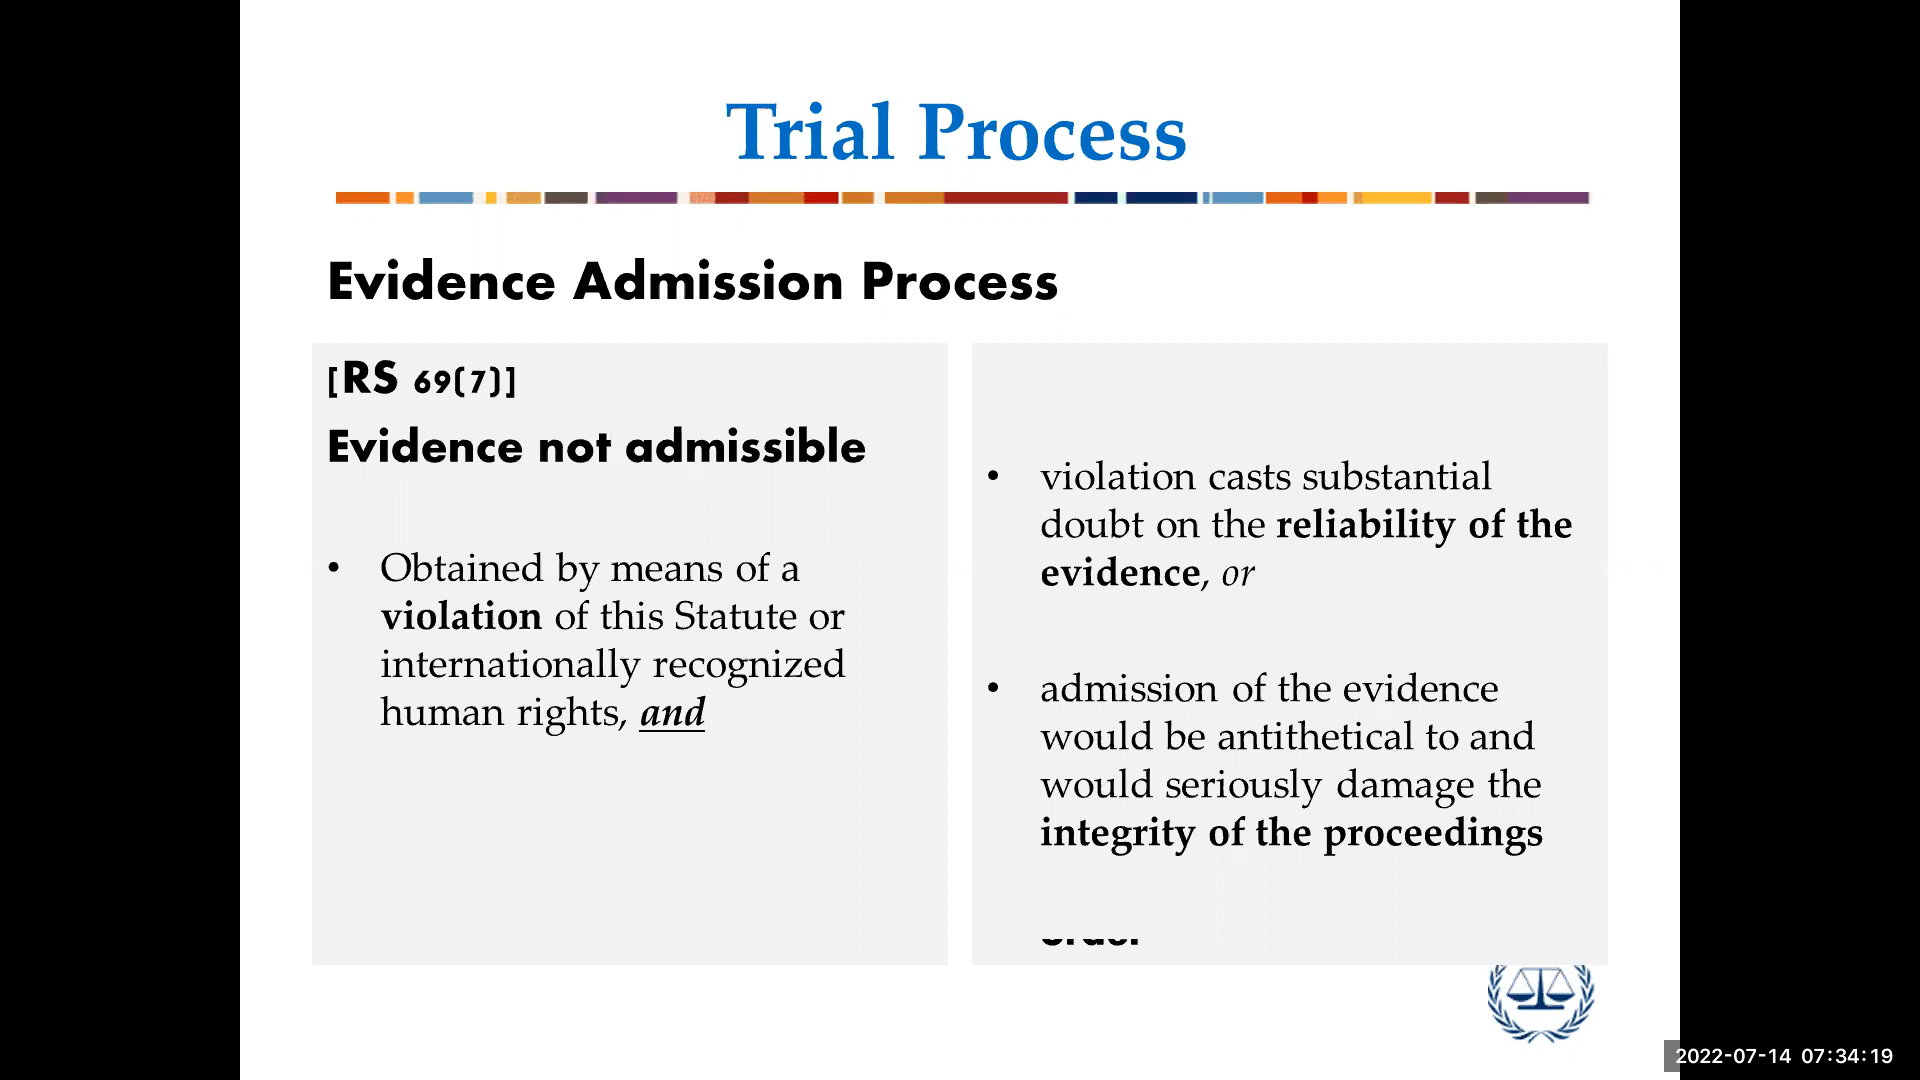 Trial Process
Evidence Admission Process
[RS 69(7)]
Evidence not admissible
• Obtained by means of a
violation of this Statute or
internationally recognized
human rights, and
• violation casts substantial
doubt on the reliability of the
evidence, or
• admission of the evidence
would be antithetical to and
would seriously damage the
integrity of the proceedings
2022-07-14 07:34:19